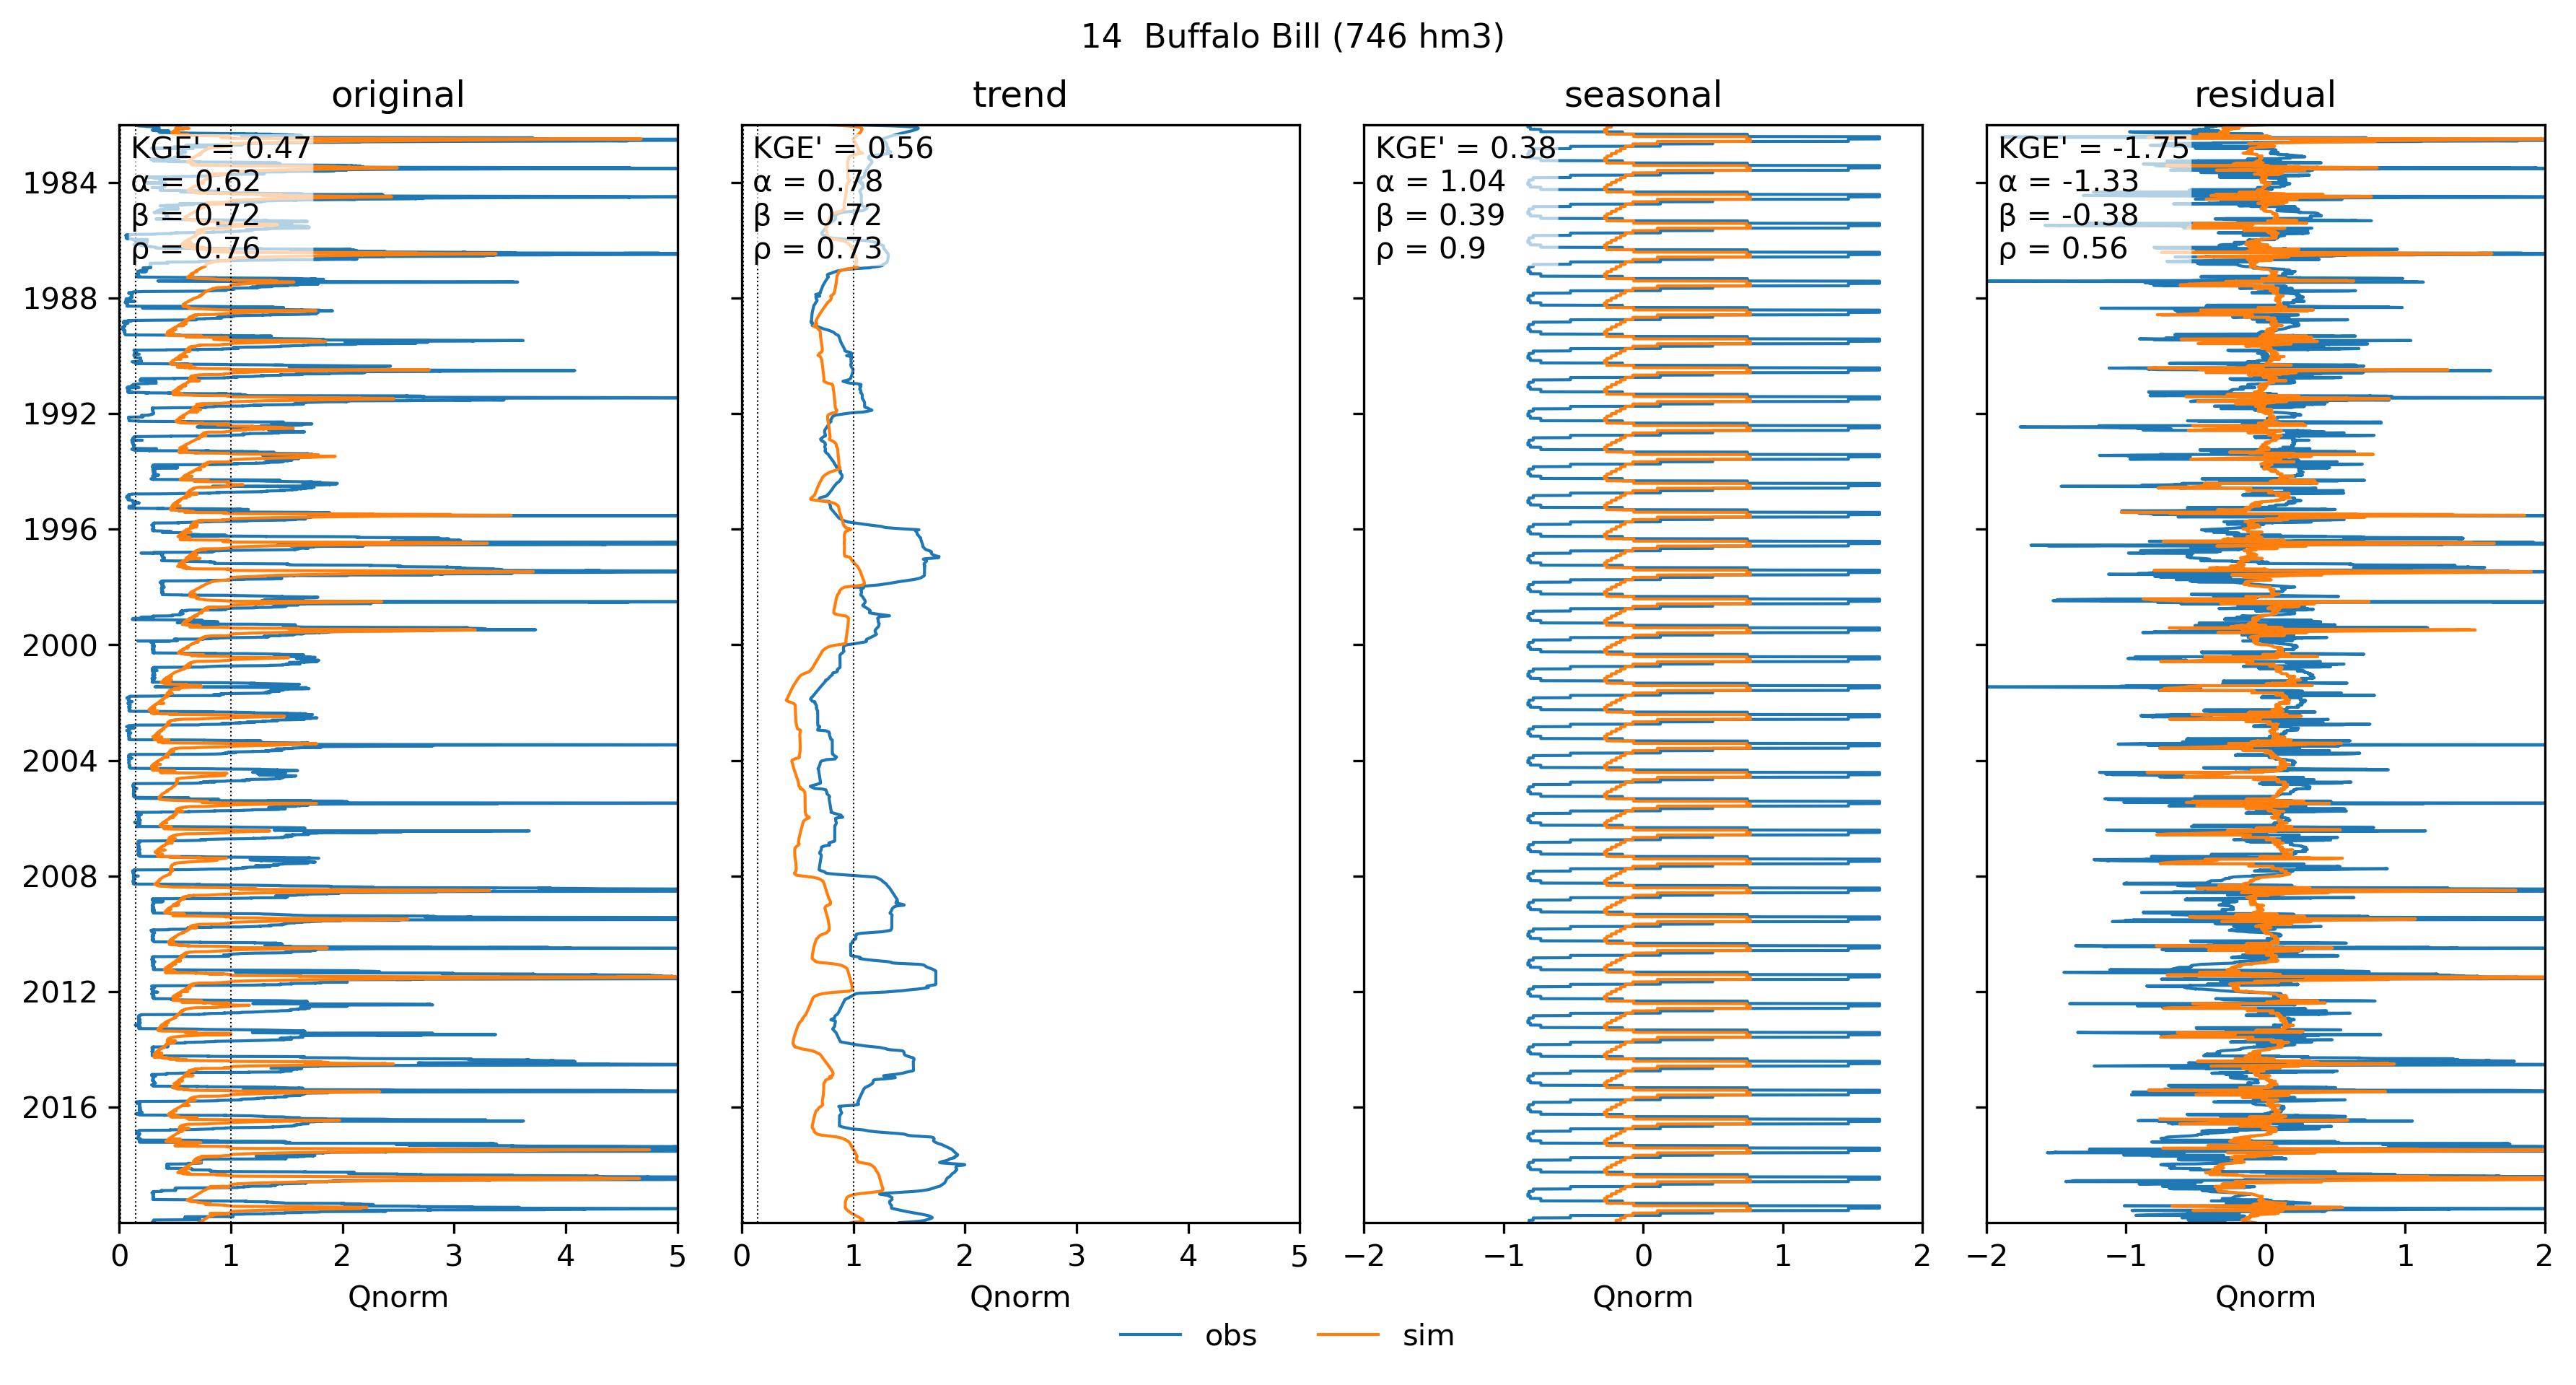 14  Buffalo Bill (746 hm3)
original
trend
seasonal
residual
KGE' = 0.47
α = 0.62
β = 0.72
ρ = 0.76
KGE' = 0.56
α = 0.78
β = 0.72
ρ = 0.73
KGE' = 0.38
α = 1.04
β = 0.39
ρ = 0.9
KGE' = -1.75
α = -1.33
β = -0.38
ρ = 0.56
1984
1988
1992
1996
2000
2004
2008
2012
2016
0 1 2 3 4 5
0 1 2 3 4 5
−2 −1 0 1 2
−2 −1 0 1 2
Qnorm
Qnorm
Qnorm
Qnorm
obs
sim